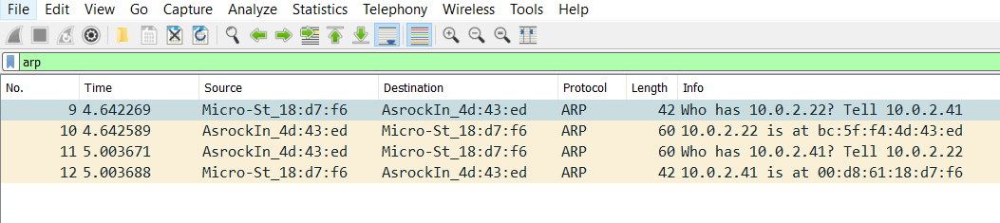 File Edit View Go Capture Analyze Statistics Telephony Wireless Tools Help
arp
No. Time Source Destination Protocol Length Info
9 4.642269 Micro-St_18:d7:f6 AsrockIn_4d:43:ed ARP 42 Who has 10.0.2.22? Tell 10.0.2.41
10 4.642589 AsrockIn_4d:43:ed Micro-St_18:d7:f6 ARP 60 10.0.2.22 is at bc:5f:f4:4d:43:ed
11 5.003671 AsrockIn_4d:43:ed Micro-St_18:d7:f6 ARP 60 Who has 10.0.2.41? Tell 10.0.2.22
12 5.003688 Micro-St_18:d7:f6 AsrockIn_4d:43:ed ARP 42 10.0.2.41 is at 00:d8:61:18:d7:f6